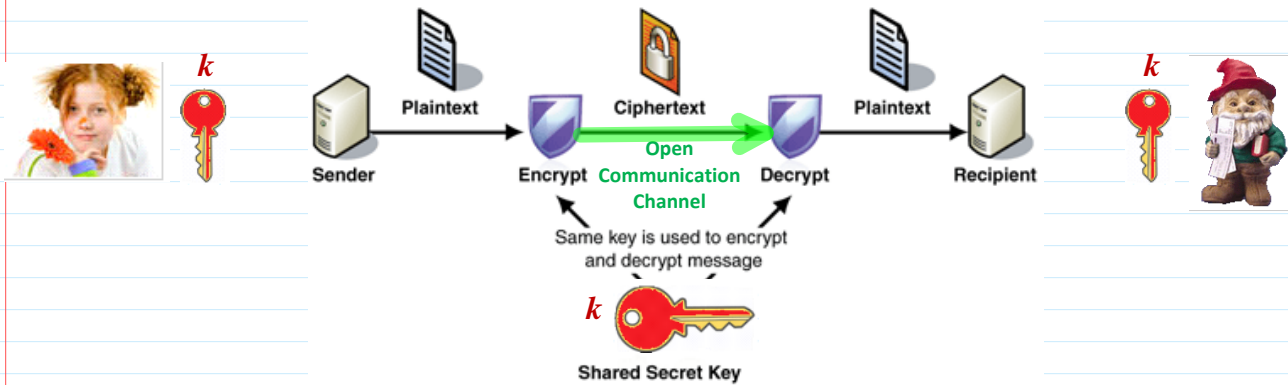 k
k
Plaintext
Ciphertext
Plaintext
Sender
Encrypt
Open
Communication
Channel
Decrypt
Recipient
Same key is used to encrypt
and decrypt message
k
Shared Secret Key